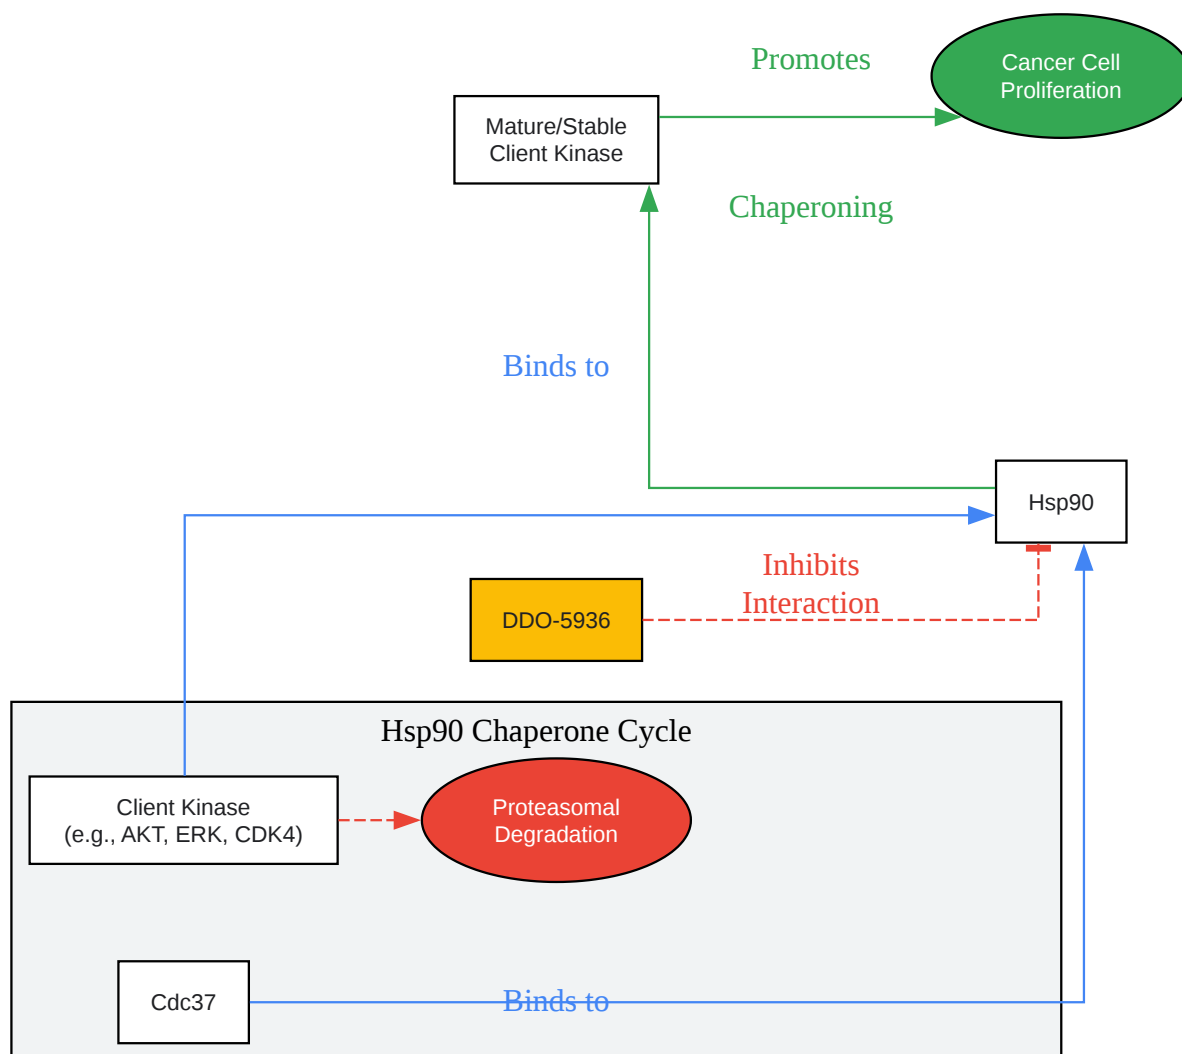 Promotes
Cancer Cell
Proliferation
Mature/Stable
Client Kinase
Chaperoning
Binds to
Hsp90
Inhibits
Interaction
DDO-5936
Hsp90 Chaperone Cycle
Client Kinase
(e.g., AKT, ERK, CDK4)
Proteasomal
Degradation
Cdc37
Binds to